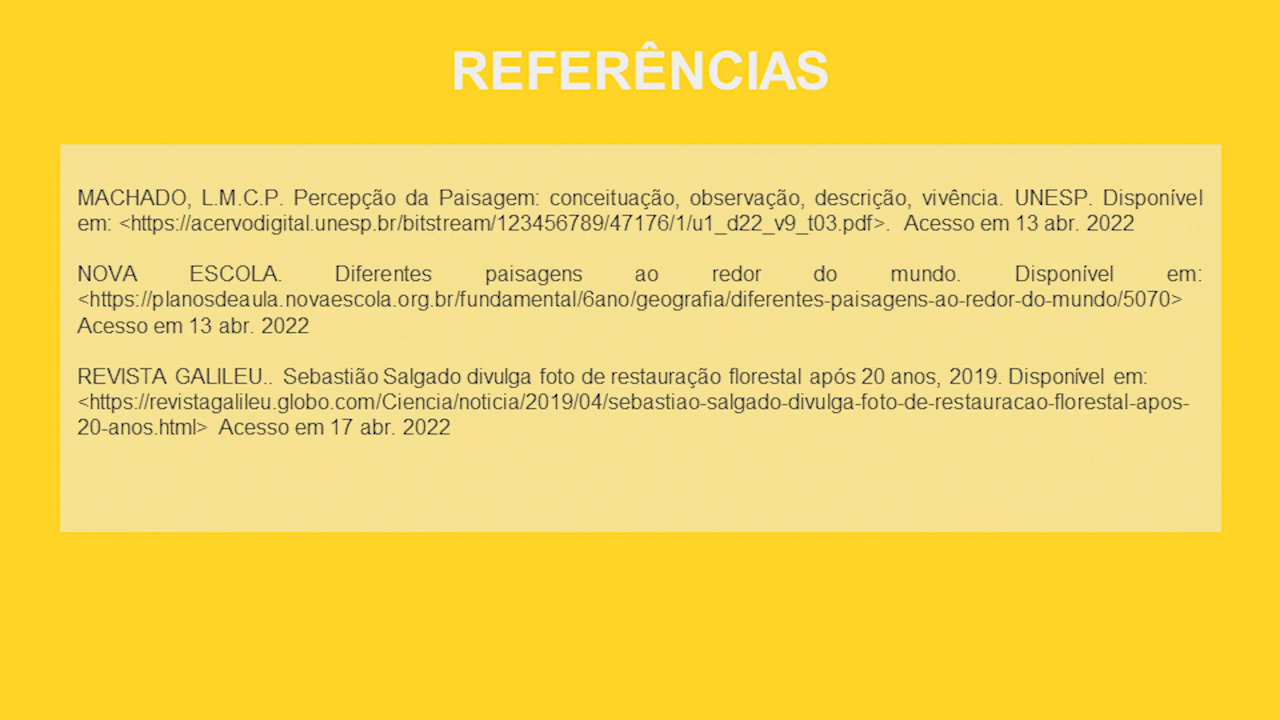 REFERÊNCIAS
MACHADO, L.M.C.P. Percepção da Paisagem: conceituação, observação, descrição, vivência. UNESP. Disponível
em: <https://acervodigital.unesp.br/bitstream/123456789/47176/1/u1_d22_v9_t03.pdf>. Acesso em 13 abr. 2022
NOVA ESCOLA. Diferentes paisagens ao redor do mundo. Disponível em:
<https://planosdeaula.novaescola.org.br/fundamental/6ano/geografia/diferentes-paisagens-ao-redor-do-mundo/5070>
Acesso em 13 abr. 2022
REVISTA GALILEU.. Sebastião Salgado divulga foto de restauração florestal após 20 anos, 2019. Disponível em:
<https://revistagalileu.globo.com/Ciencia/noticia/2019/04/sebastiao-salgado-divulga-foto-de-restauracao-florestal-apos-
20-anos.html> Acesso em 17 abr. 2022